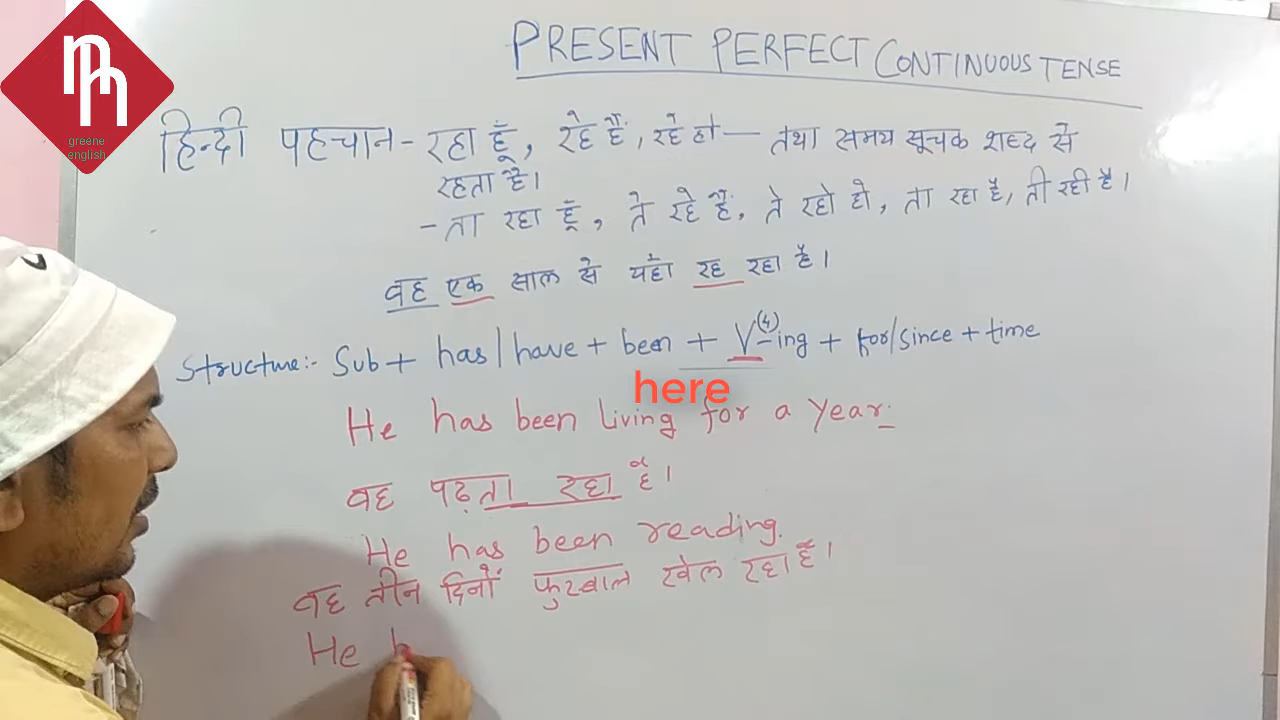 greene
english
PRESENT PERFECT CONTINUOUS TENSE
हिन्दी पहचान - रहा हूँ, रहे हैं, रहे हो — तथा समय सूचक शब्द से
रहता है।
- ता रहा हूँ, ते रहे हैं, ते रहो हो, ता रहा है, ती रही है।
वह एक साल से यहाँ रह रहा है।
Structure:- Sub + has/have + been + V(4)-ing + for/since + time
here
He has been living for a year.
वह पढ़ता रहा है।
He has been reading.
वह तीन दिनों फुटबाल खेल रहा है।
He h